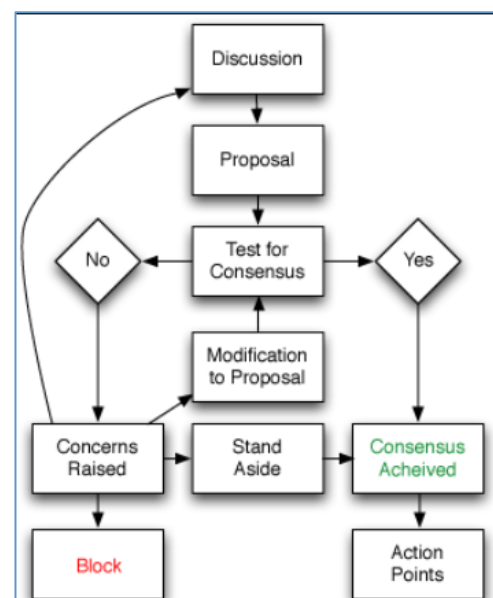 Discussion
Proposal
No
Test for
Consensus
Yes
Modification
to Proposal
Concerns
Raised
Stand
Aside
Consensus
Acheived
Block
Action
Points